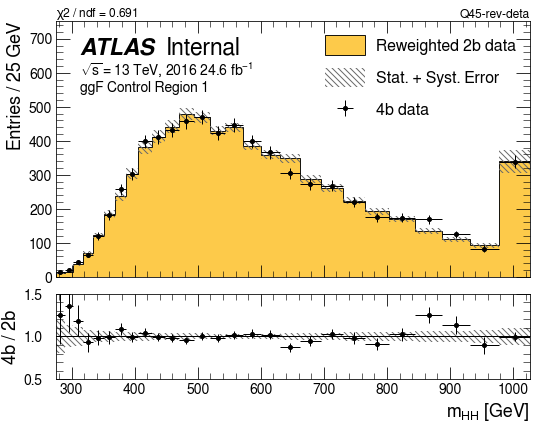 χ2 / ndf = 0.691
Q45-rev-deta
ATLAS Internal
√s = 13 TeV, 2016 24.6 fb⁻¹
ggF Control Region 1
Reweighted 2b data
Stat. + Syst. Error
4b data
Entries / 25 GeV
700
600
500
400
300
200
100
0
4b / 2b
1.5
1.0
0.5
300 400 500 600 700 800 900 1000
m_HH [GeV]